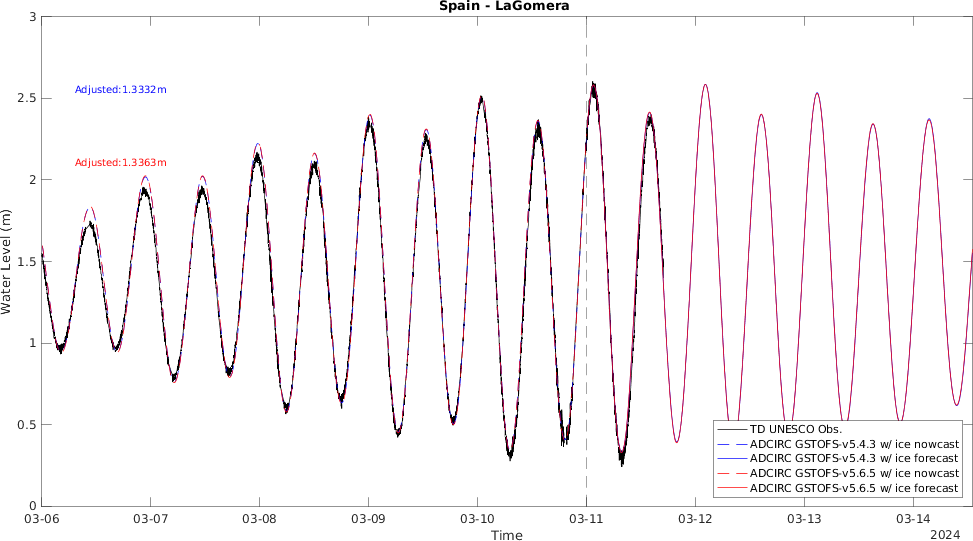 Spain - LaGomera
3
2.5
2
1.5
1
0.5
0
Water Level (m)
Adjusted:1.3332m
Adjusted:1.3363m
TD UNESCO Obs.
ADCIRC GSTOFS-v5.4.3 w/ ice nowcast
ADCIRC GSTOFS-v5.4.3 w/ ice forecast
ADCIRC GSTOFS-v5.6.5 w/ ice nowcast
ADCIRC GSTOFS-v5.6.5 w/ ice forecast
03-06 03-07 03-08 03-09 03-10 03-11 03-12 03-13 03-14
Time
2024